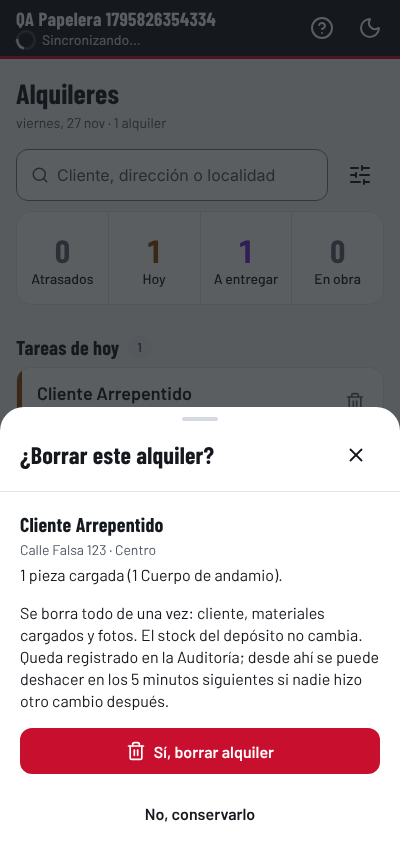 QA Papelera 1795826354334
Sincronizando...
Alquileres
viernes, 27 nov · 1 alquiler
Cliente, dirección o localidad
0
Atrasados
1
Hoy
1
A entregar
0
En obra
Tareas de hoy 1
Cliente Arrepentido
¿Borrar este alquiler?
Cliente Arrepentido
Calle Falsa 123 · Centro
1 pieza cargada (1 Cuerpo de andamio).
Se borra todo de una vez: cliente, materiales
cargados y fotos. El stock del depósito no cambia.
Queda registrado en la Auditoría; desde ahí se puede
deshacer en los 5 minutos siguientes si nadie hizo
otro cambio después.
Sí, borrar alquiler
No, conservarlo